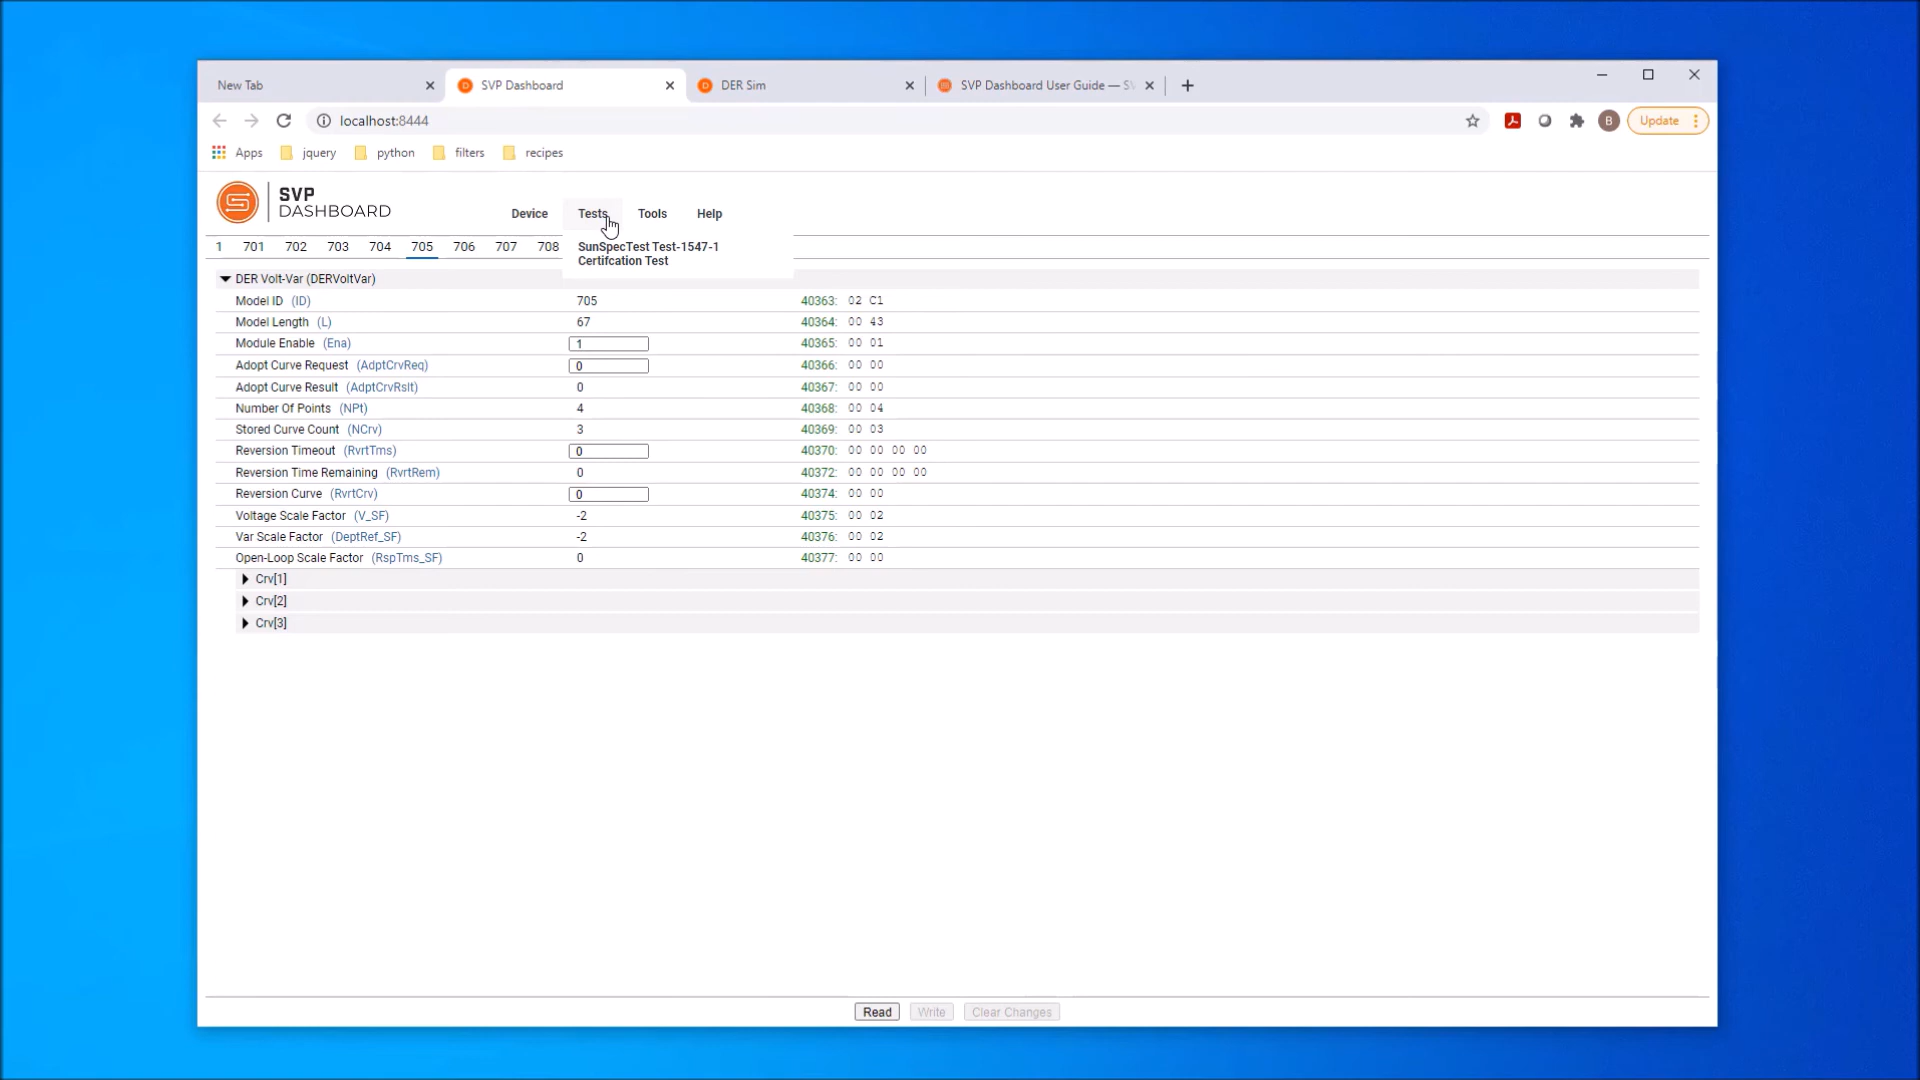 New Tab
SVP Dashboard
DER Sim
SVP Dashboard User Guide — SV
localhost:8444
B
Update
Apps
jquery
python
filters
recipes
SVP
DASHBOARD
Device
Tests
Tools
Help
1 701 702 703 704 705 706 707 708
SunSpecTest Test-1547-1
Certifcation Test
DER Volt-Var (DERVoltVar)
Model ID (ID) 705 40363: 02 C1
Model Length (L) 67 40364: 00 43
Module Enable (Ena) 1 40365: 00 01
Adopt Curve Request (AdptCrvReq) 0 40366: 00 00
Adopt Curve Result (AdptCrvRslt) 0 40367: 00 00
Number Of Points (NPt) 4 40368: 00 04
Stored Curve Count (NCrv) 3 40369: 00 03
Reversion Timeout (RvrtTms) 0 40370: 00 00 00 00
Reversion Time Remaining (RvrtRem) 0 40372: 00 00 00 00
Reversion Curve (RvrtCrv) 0 40374: 00 00
Voltage Scale Factor (V_SF) -2 40375: 00 02
Var Scale Factor (DeptRef_SF) -2 40376: 00 02
Open-Loop Scale Factor (RspTms_SF) 0 40377: 00 00
Crv[1]
Crv[2]
Crv[3]
Read
Write
Clear Changes